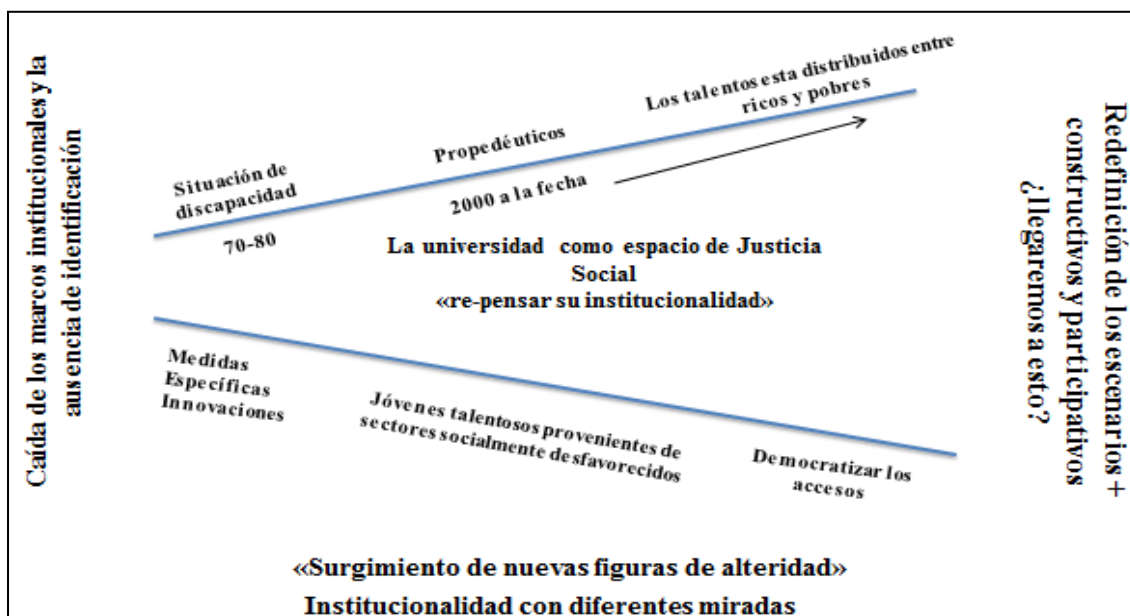 Caída de los marcos institucionales y la
ausencia de identificación
Situación de
discapacidad
70-80
Propedéuticos
2000 a la fecha
Los talentos esta distribuidos entre
ricos y pobres
La universidad como espacio de Justicia
Social
«re-pensar su institucionalidad»
Medidas
Específicas
Innovaciones
Jóvenes talentosos provenientes de
sectores socialmente desfavorecidos
Democratizar los
accesos
Redefinición de los escenarios +
constructivos y participativos
¿llegaremos a esto?
«Surgimiento de nuevas figuras de alteridad»
Institucionalidad con diferentes miradas